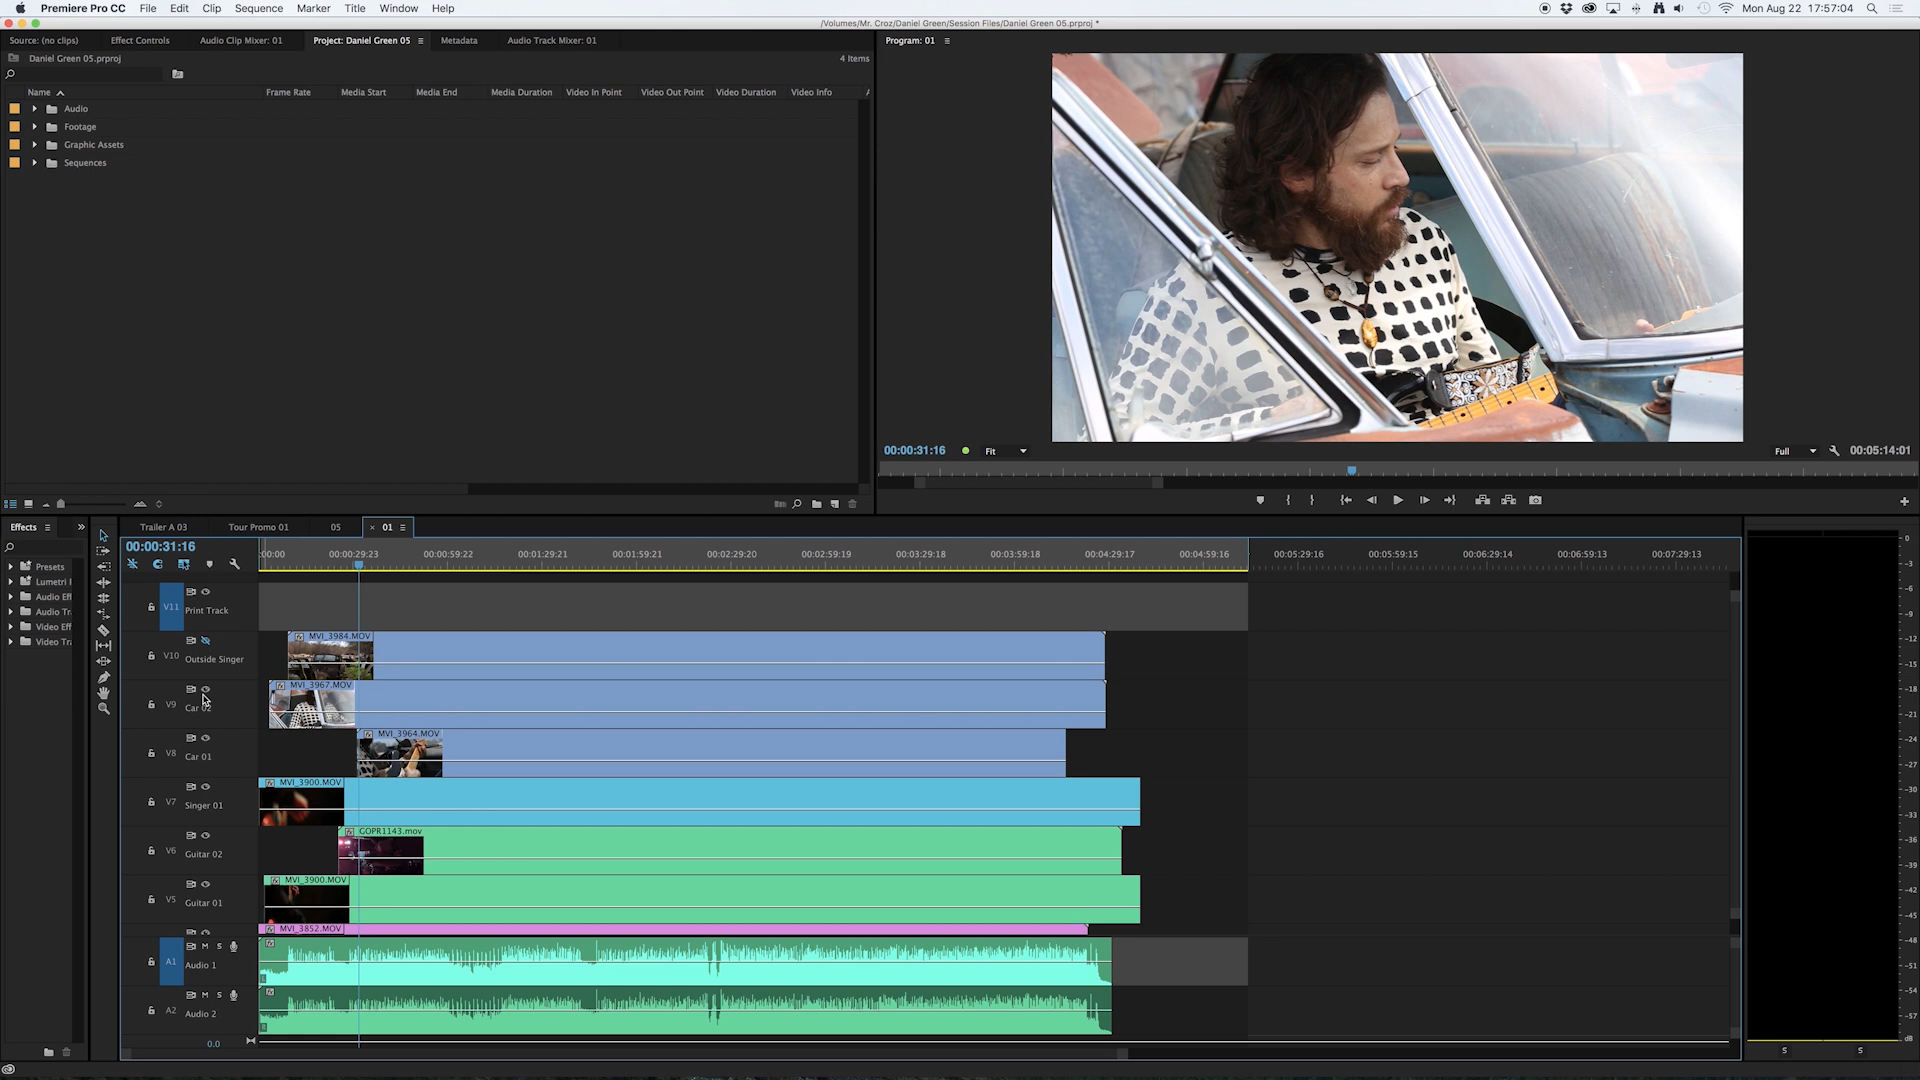 Premiere Pro CC File Edit Clip Sequence Marker Title Window Help
Mon Aug 22 17:57:04
/Volumes/Mr. Croz/Daniel Green/Session Files/Daniel Green 05.prproj *
Source: (no clips) Effect Controls Audio Clip Mixer: 01 Project: Daniel Green 05 Metadata Audio Track Mixer: 01
Program: 01
Daniel Green 05.prproj
4 Items
Name Frame Rate Media Start Media End Media Duration Video In Point Video Out Point Video Duration Video Info
Audio
Footage
Graphic Assets
Sequences
00:00:31:16 Fit Full 00:05:14:01
Effects
Trailer A 03 Tour Promo 01 05 × 01
00:00:31:16
:00:00 00:00:29:23 00:00:59:22 00:01:29:21 00:01:59:21 00:02:29:20 00:02:59:19 00:03:29:18 00:03:59:18 00:04:29:17 00:04:59:16 00:05:29:16 00:05:59:15 00:06:29:14 00:06:59:13 00:07:29:13
Presets
Lumetri
Audio Eff
Audio Tra
Video Eff
Video Tra
V11 Print Track
V10 Outside Singer MVI_3984.MOV
V9 Car 02 MVI_3967.MOV
V8 Car 01 MVI_3964.MOV
V7 Singer 01 MVI_3900.MOV
V6 Guitar 02 GOPR1143.mov
V5 Guitar 01 MVI_3900.MOV
MVI_3852.MOV
A1 M S Audio 1
A2 M S Audio 2
0.0
0
-3
-6
-9
-12
-15
-18
-21
-24
-27
-30
-33
-36
-39
-42
-45
-48
-51
-54
-57
dB
S S